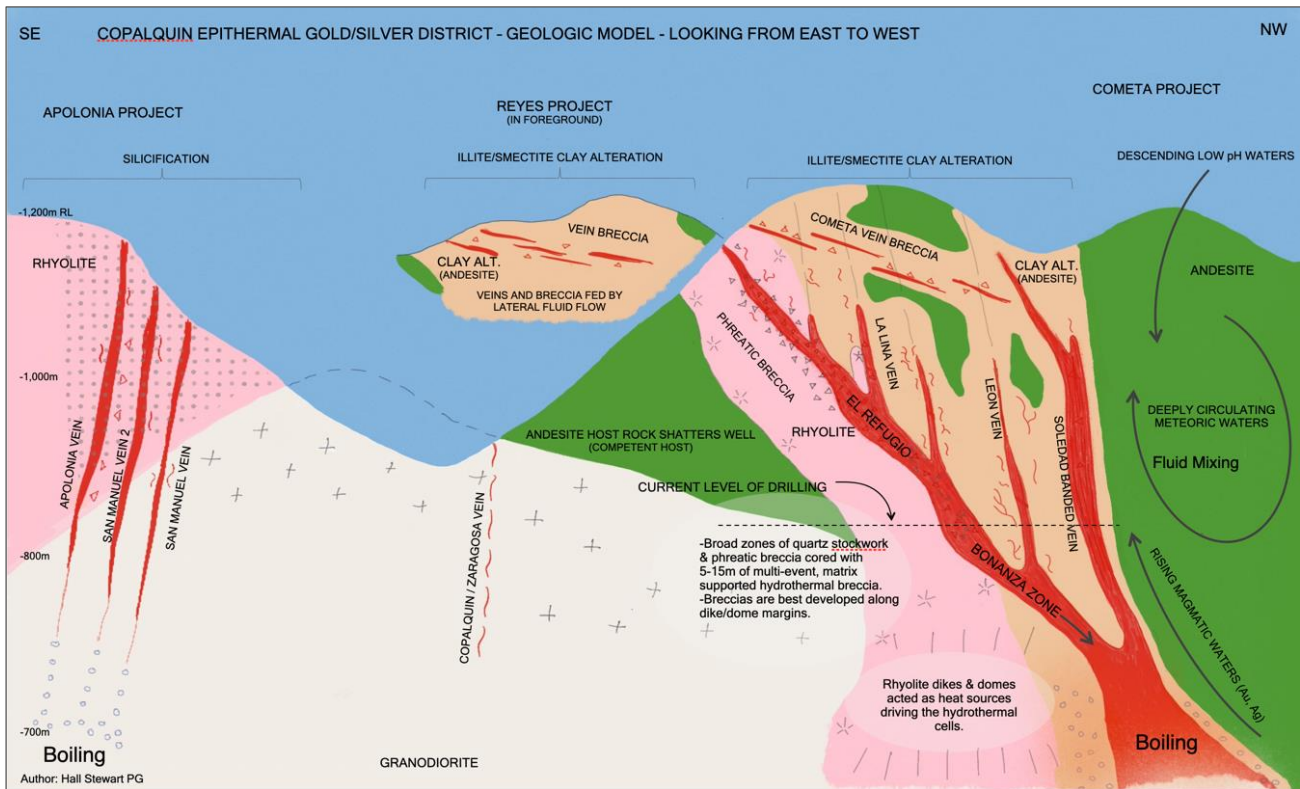 SE
COPALQUIN EPITHERMAL GOLD/SILVER DISTRICT - GEOLOGIC MODEL - LOOKING FROM EAST TO WEST
NW
APOLONIA PROJECT
REYES PROJECT
(IN FOREGROUND)
COMETA PROJECT
SILICIFICATION
ILLITE/SMECTITE CLAY ALTERATION
ILLITE/SMECTITE CLAY ALTERATION
DESCENDING LOW pH WATERS
-1,200m RL
RHYOLITE
VEIN BRECCIA
CLAY ALT.
(ANDESITE)
VEINS AND BRECCIA FED BY
LATERAL FLUID FLOW
COMETA VEIN BRECCIA
CLAY ALT.
(ANDESITE)
ANDESITE
-1,000m
PHREATIC BRECCIA
LA LINA VEIN
LEON VEIN
SOLEDAD BANDED VEIN
EL REFUGIO
RHYOLITE
DEEPLY CIRCULATING
METEORIC WATERS
Fluid Mixing
APOLONIA VEIN
SAN MANUEL VEIN 2
SAN MANUEL VEIN
ANDESITE HOST ROCK SHATTERS WELL
(COMPETENT HOST)
CURRENT LEVEL OF DRILLING
COPALQUIN / ZARAGOSA VEIN
-800m
-Broad zones of quartz stockwork
& phreatic breccia cored with
5-15m of multi-event, matrix
supported hydrothermal breccia.
-Breccias are best developed along
dike/dome margins.
BONANZA ZONE
RISING MAGMATIC WATERS (Au, Ag)
Rhyolite dikes & domes
acted as heat sources
driving the hydrothermal
cells.
-700m
Boiling
Boiling
GRANODIORITE
Author: Hall Stewart PG